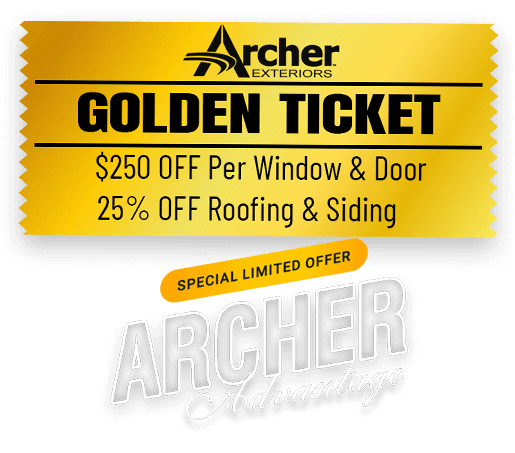 Archer
EXTERIORS
GOLDEN TICKET
$250 OFF Per Window & Door
25% OFF Roofing & Siding
SPECIAL LIMITED OFFER
ARCHER
Advantage